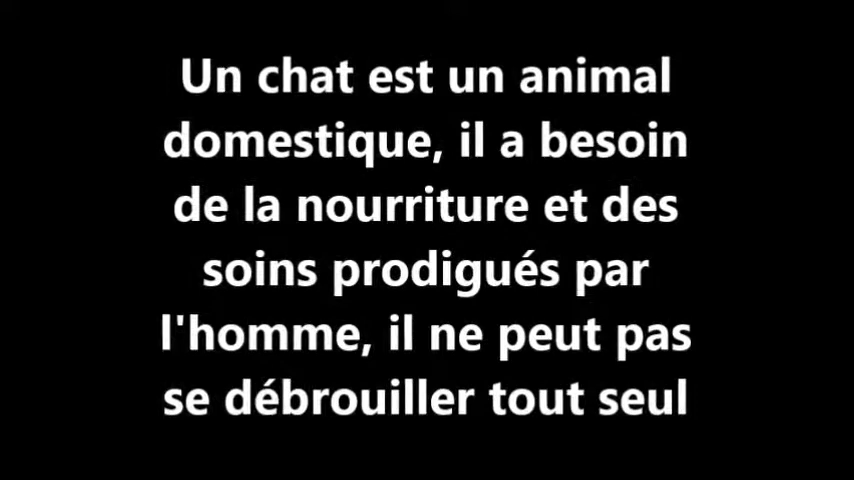 Un chat est un animal
domestique, il a besoin
de la nourriture et des
soins prodigués par
l'homme, il ne peut pas
se débrouiller tout seul